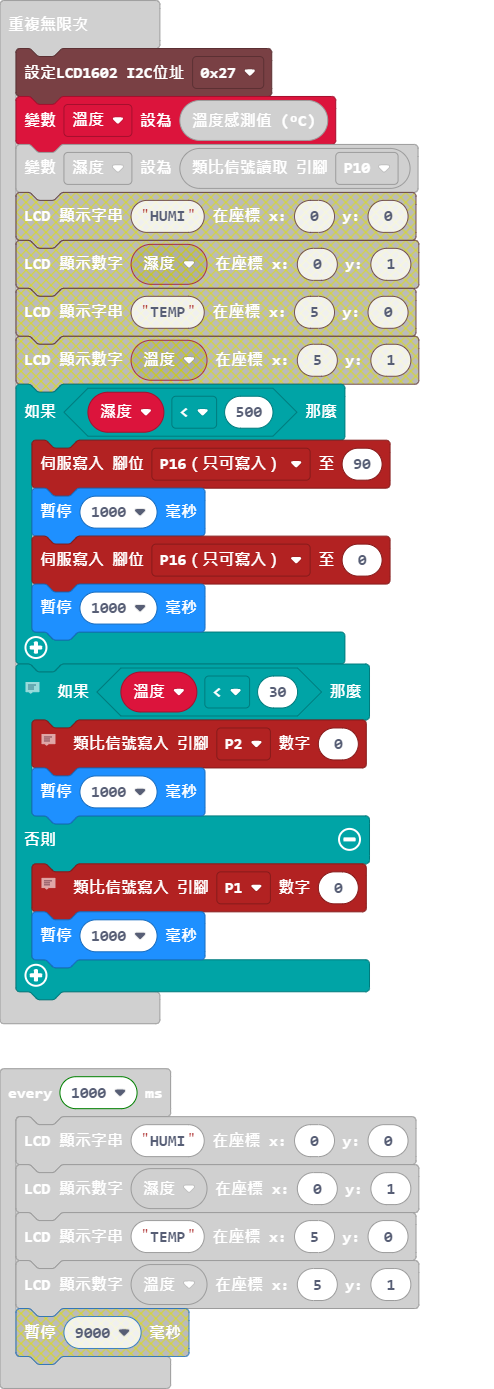 重複無限次
設定LCD1602 I2C位址 0x27
變數 溫度 設為 溫度感測值 (ºC)
變數 濕度 設為 類比信號讀取 引腳 P10
LCD 顯示字串 "HUMI" 在座標 x: 0 y: 0
LCD 顯示數字 濕度 在座標 x: 0 y: 1
LCD 顯示字串 "TEMP" 在座標 x: 5 y: 0
LCD 顯示數字 溫度 在座標 x: 5 y: 1
如果 濕度 < 500 那麼
伺服寫入 腳位 P16 ( 只可寫入 ) 至 90
暫停 1000 毫秒
伺服寫入 腳位 P16 ( 只可寫入 ) 至 0
暫停 1000 毫秒
如果 溫度 < 30 那麼
類比信號寫入 引腳 P2 數字 0
暫停 1000 毫秒
否則
類比信號寫入 引腳 P1 數字 0
暫停 1000 毫秒
every 1000 ms
LCD 顯示字串 "HUMI" 在座標 x: 0 y: 0
LCD 顯示數字 濕度 在座標 x: 0 y: 1
LCD 顯示字串 "TEMP" 在座標 x: 5 y: 0
LCD 顯示數字 溫度 在座標 x: 5 y: 1
暫停 9000 毫秒